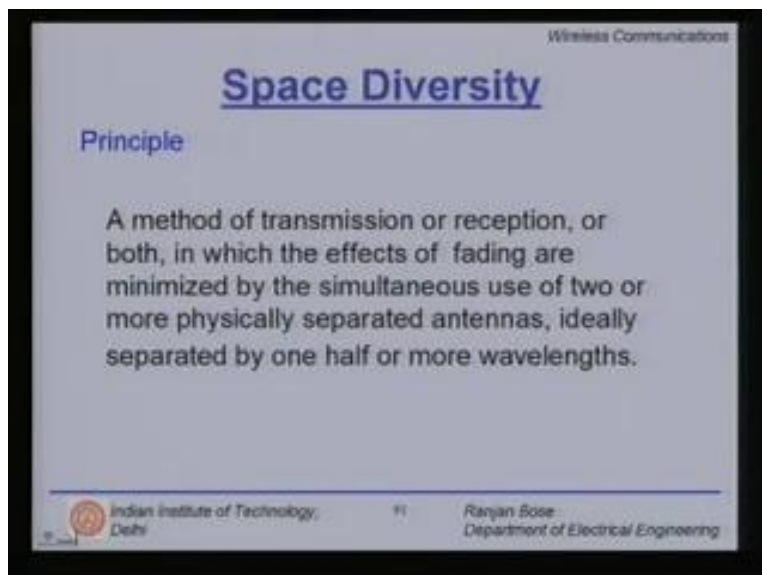 Wireless Communications
Space Diversity
Principle
A method of transmission or reception, or
both, in which the effects of fading are
minimized by the simultaneous use of two or
more physically separated antennas, ideally
separated by one half or more wavelengths.
Indian Institute of Technology,
Delhi
Ranjan Bose
Department of Electrical Engineering